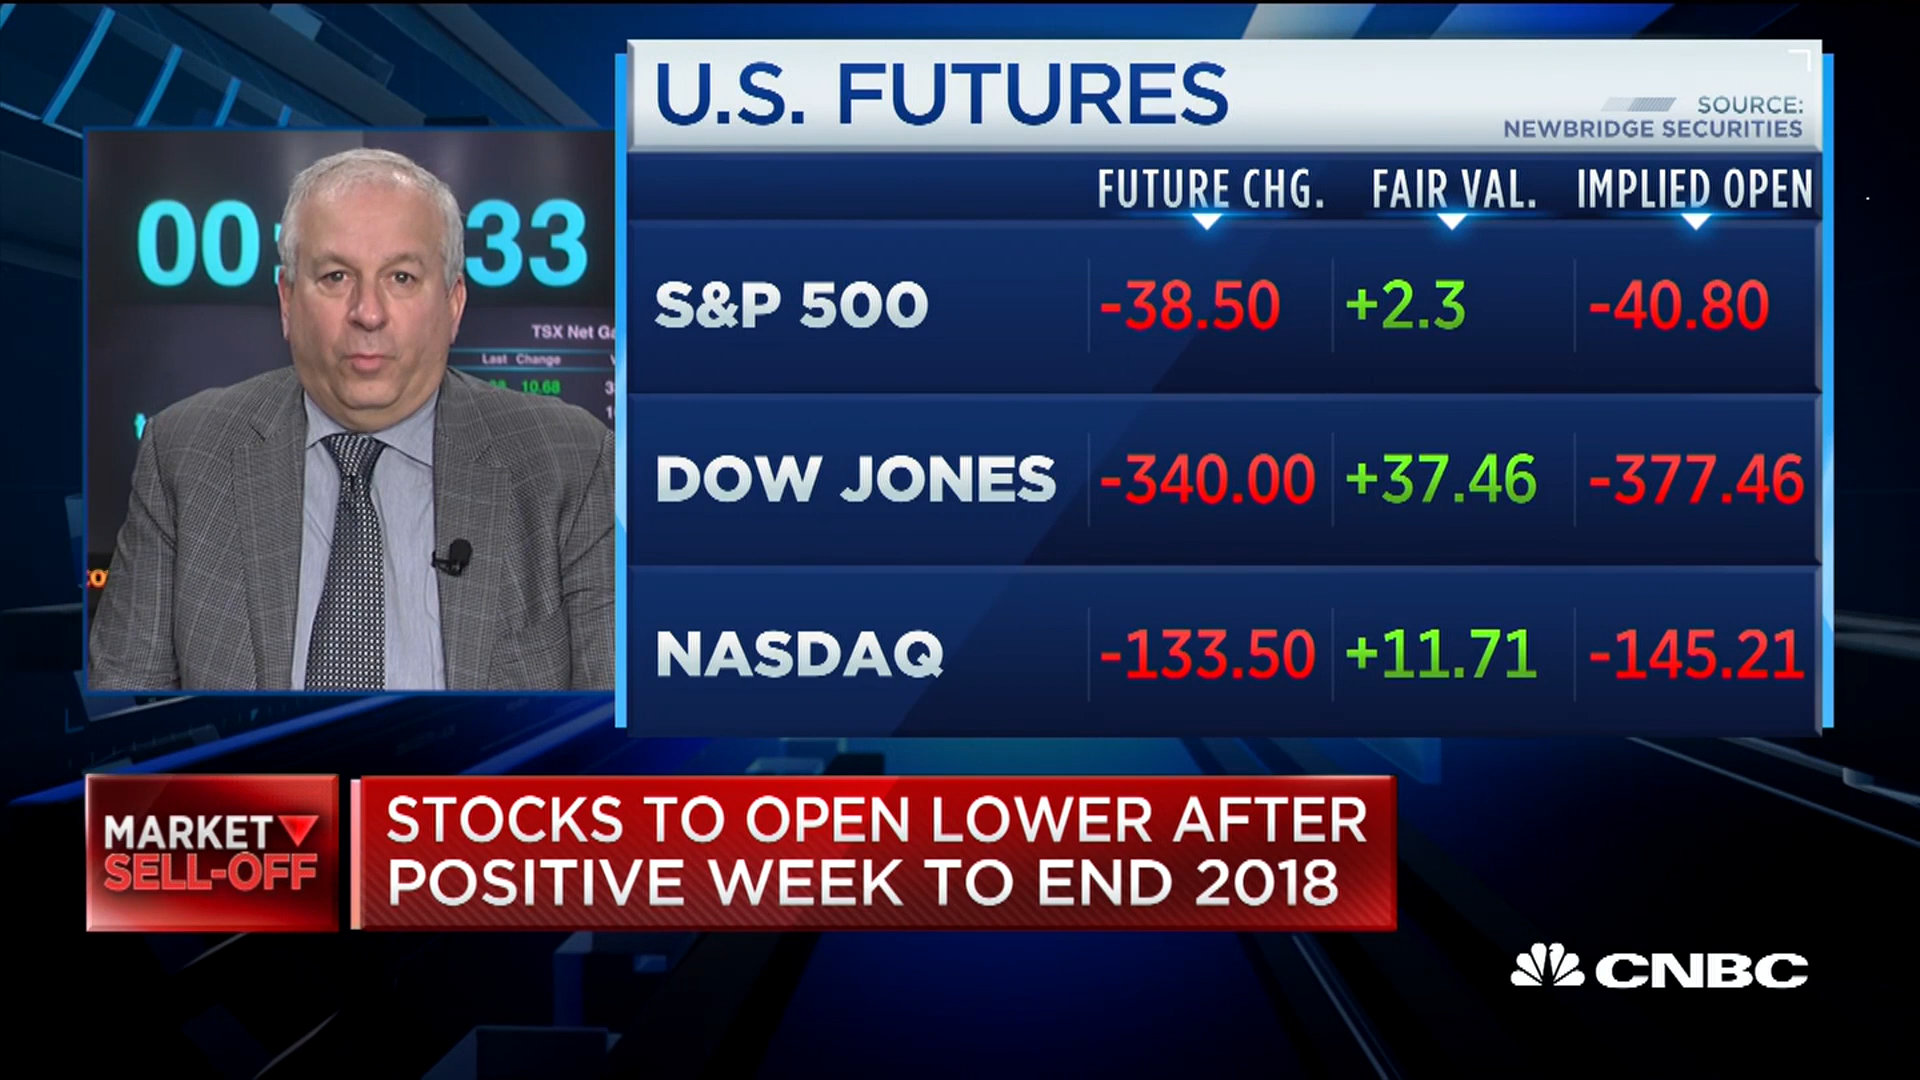 U.S. FUTURES
SOURCE:
NEWBRIDGE SECURITIES
FUTURE CHG. FAIR VAL. IMPLIED OPEN
S&P 500 -38.50 +2.3 -40.80
DOW JONES -340.00 +37.46 -377.46
NASDAQ -133.50 +11.71 -145.21
00: 33
TSX Net
Last Change
10.68
MARKET
SELL-OFF
STOCKS TO OPEN LOWER AFTER
POSITIVE WEEK TO END 2018
CNBC